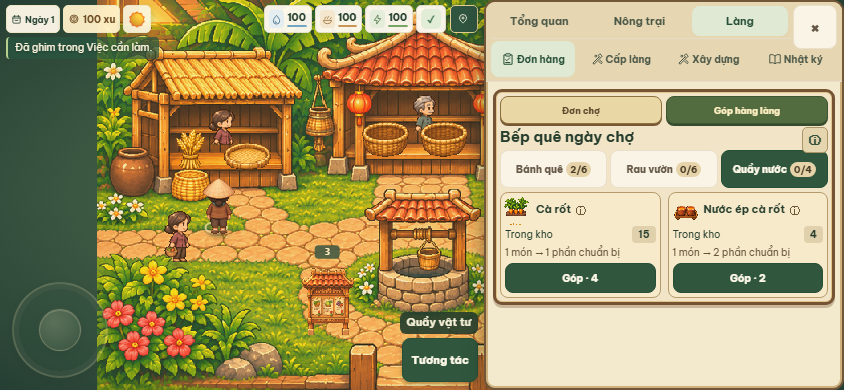 Ngày 1
100 xu
100
100
100
✓
Đã ghim trong Việc cần làm.
3
Quầy vật tư
Tương tác
Tổng quan
Nông trại
Làng
×
Đơn hàng
Cấp làng
Xây dựng
Nhật ký
Đơn chợ
Góp hàng làng
Bếp quê ngày chợ
Bánh quê 2/6
Rau vườn 0/6
Quầy nước 0/4
Cà rốt
Trong kho 15
1 món → 1 phần chuẩn bị
Góp · 4
Nước ép cà rốt
Trong kho 4
1 món → 2 phần chuẩn bị
Góp · 2